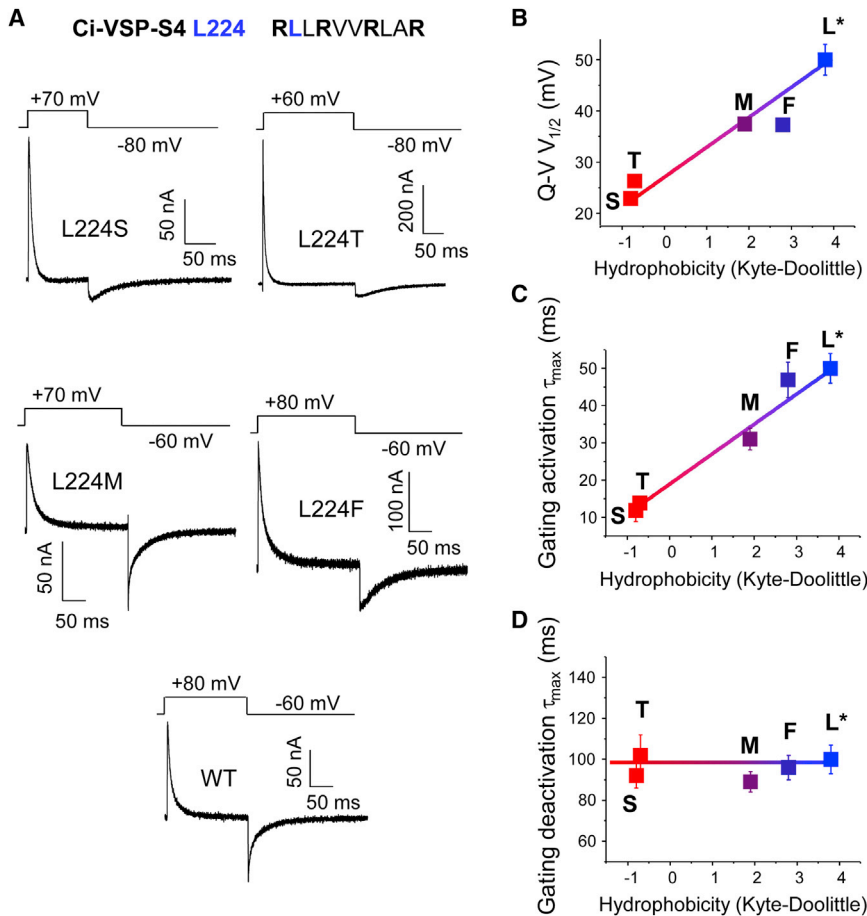 A
Ci-VSP-S4 L224 RLLRVVRLAR
+70 mV
-80 mV
L224S
50 nA
50 ms
+60 mV
-80 mV
L224T
200 nA
50 ms
+70 mV
-60 mV
L224M
50 nA
50 ms
+80 mV
-60 mV
L224F
100 nA
50 ms
+80 mV
-60 mV
WT
50 nA
50 ms
B
Q-V V1/2 (mV)
50
40
30
20
S
T
M
F
L*
-1 0 1 2 3 4
Hydrophobicity (Kyte-Doolittle)
C
Gating activation τmax (ms)
50
40
30
20
10
S
T
M
F
L*
-1 0 1 2 3 4
Hydrophobicity (Kyte-Doolittle)
D
Gating deactivation τmax (ms)
140
120
100
80
60
S
T
M
F
L*
-1 0 1 2 3 4
Hydrophobicity (Kyte-Doolittle)